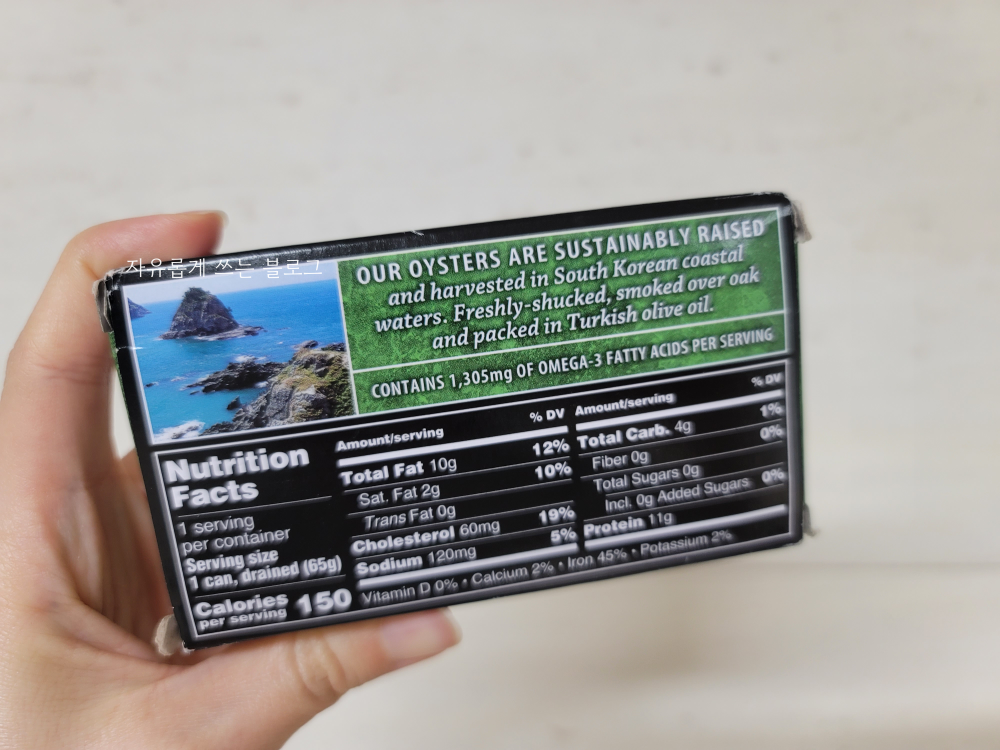 자유롭게 쓰는 블로그
OUR OYSTERS ARE SUSTAINABLY RAISED
and harvested in South Korean coastal
waters. Freshly-shucked, smoked over oak
and packed in Turkish olive oil.
CONTAINS 1,305mg OF OMEGA-3 FATTY ACIDS PER SERVING
Nutrition
Facts
1 serving
per container
Serving size
1 can, drained (65g)
Calories 150
per serving
Amount/serving % DV
Total Fat 10g 12%
Sat. Fat 2g 10%
Trans Fat 0g
Cholesterol 60mg 19%
Sodium 120mg 5%
Amount/serving % DV
Total Carb. 4g 1%
Fiber 0g 0%
Total Sugars 0g
Incl. 0g Added Sugars 0%
Protein 11g
Vitamin D 0% • Calcium 2% • Iron 45% • Potassium 2%